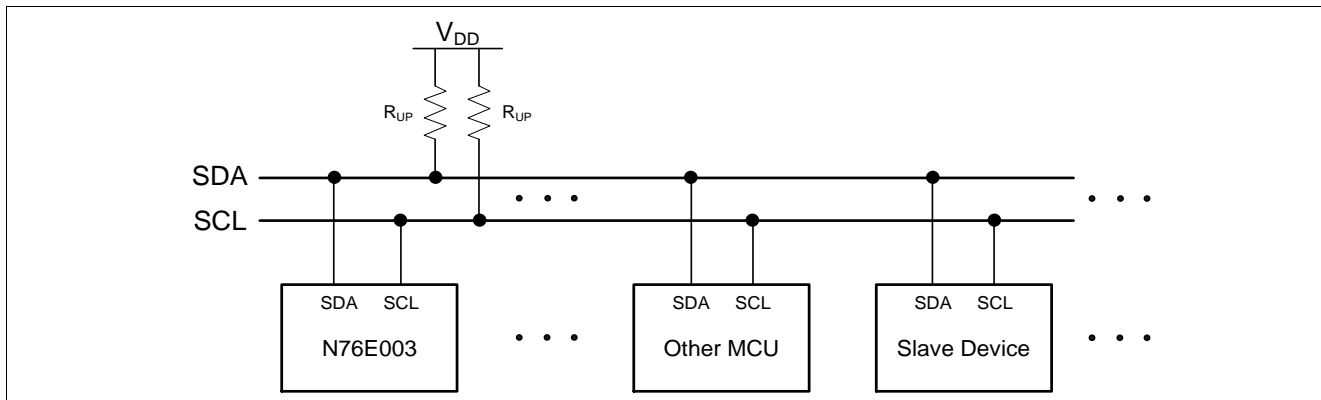 VDD
RUP RUP
SDA
SCL
SDA SCL SDA SCL SDA SCL
N76E003 Other MCU Slave Device